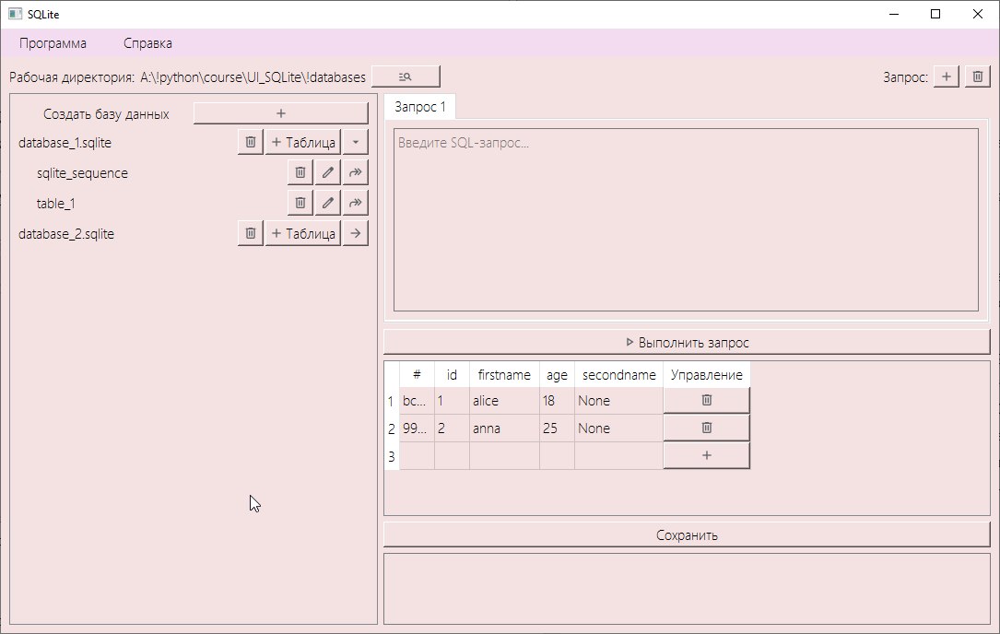 SQLite
Программа Справка
Рабочая директория: A:\!python\course\UI_SQLite\!databases
Запрос:
Создать базу данных +
database_1.sqlite + Таблица
sqlite_sequence
table_1
database_2.sqlite + Таблица
Запрос 1
Введите SQL-запрос...
Выполнить запрос
# id firstname age secondname Управление
1 bc... 1 alice 18 None
2 99... 2 anna 25 None
3 +
Сохранить